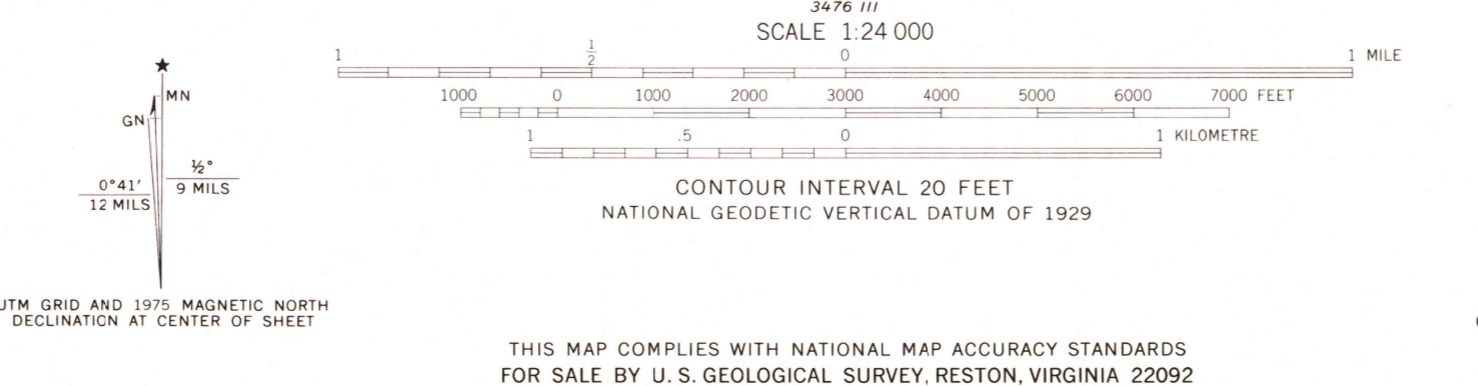 3476 III
SCALE 1:24 000
1 ½ 0 1 MILE
1000 0 1000 2000 3000 4000 5000 6000 7000 FEET
1 .5 0 1 KILOMETRE
CONTOUR INTERVAL 20 FEET
NATIONAL GEODETIC VERTICAL DATUM OF 1929
MN
GN
½°
9 MILS
0°41'
12 MILS
UTM GRID AND 1975 MAGNETIC NORTH
DECLINATION AT CENTER OF SHEET
THIS MAP COMPLIES WITH NATIONAL MAP ACCURACY STANDARDS
FOR SALE BY U. S. GEOLOGICAL SURVEY, RESTON, VIRGINIA 22092